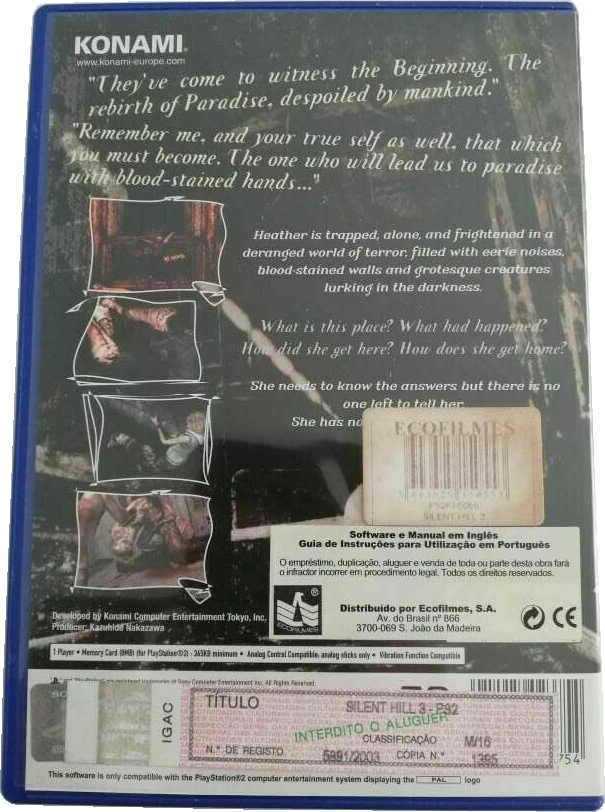 KONAMI
www.konami-europe.com
"They've come to witness the Beginning. The
rebirth of Paradise, despoiled by mankind."
"Remember me, and your true self as well, that which
you must become. The one who will lead us to paradise
with blood-stained hands..."
Heather is trapped, alone, and frightened in a
deranged world of terror, filled with eerie noises,
blood-stained walls and grotesque creatures
lurking in the darkness.
What is this place? What had happened?
How did she get here? How does she get home?
She needs to know the answers but there is no
one left to tell her
She has no
ECOFILMES
SILENT HILL 3
Software e Manual em Inglês
Guia de Instruções para Utilização em Português
O empréstimo, duplicação, aluguer e venda de toda ou parte desta obra fará
o infractor incorrer em procedimento legal. Todos os direitos reservados.
ECOFILMES
Distribuído por Ecofilmes, S.A.
Av. do Brasil nº 866
3700-069 S. João da Madeira
CE
Developed by Konami Computer Entertainment Tokyo, Inc.
Producer: Kazuhide Nakazawa
1 Player • Memory Card (8MB) (for PlayStation®2) : 365KB minimum • Analog Control Compatible: analog sticks only • Vibration Function Compatible
Sony Computer Entertainment Inc. All Rights Reserved.
IGAC
TÍTULO
SILENT HILL 3 - PS2
INTERDITO O ALUGUER
CLASSIFICAÇÃO
M/16
N.º DE REGISTO
5891/2003
CÓPIA N.º
1395
754
This software is only compatible with the PlayStation®2 computer entertainment system displaying the PAL logo